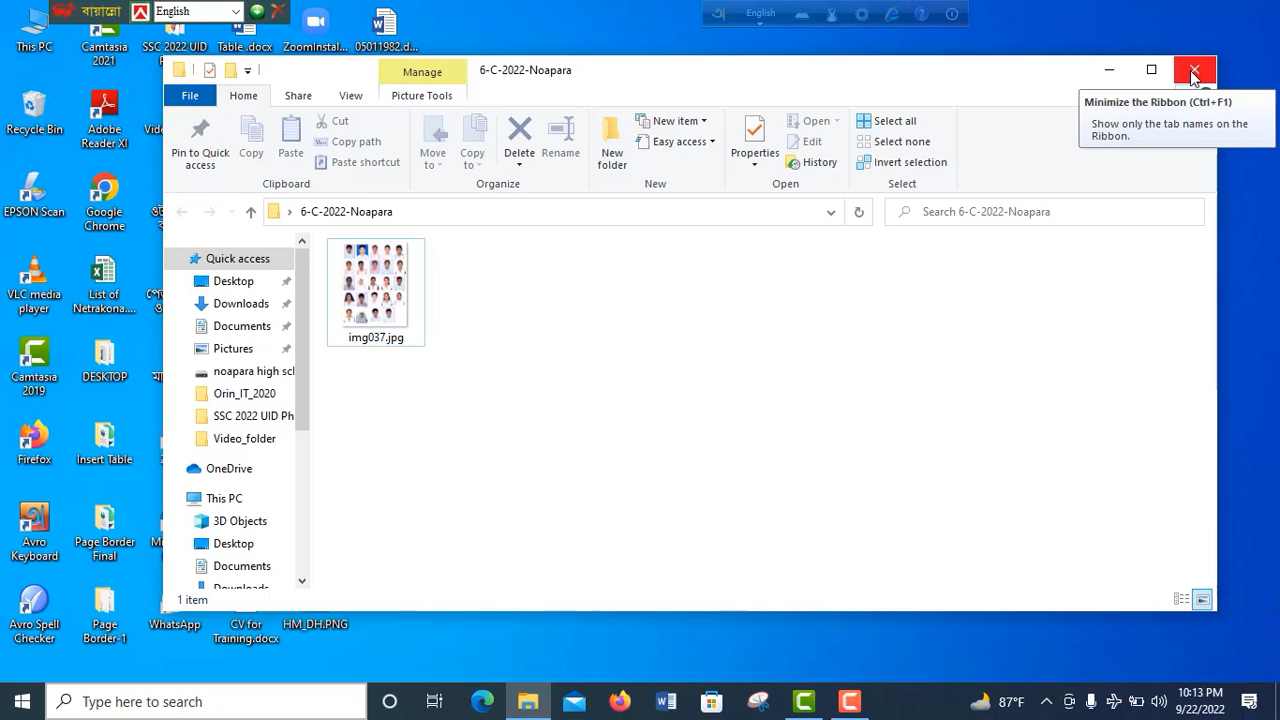 বায়ান্নো
English
English
This PC
Camtasia
2021
SSC 2022 UID
Table .docx
ZoomInstal...
05011982.d...
Recycle Bin
Adobe
Reader XI
EPSON Scan
Google
Chrome
VLC media
player
List of
Netrakona....
Camtasia
2019
DESKTOP
Firefox
Insert Table
Avro
Keyboard
Page Border
Final
Avro Spell
Checker
Page
Border-1
WhatsApp
CV for
Training.docx
HM_DH.PNG
Manage
6-C-2022-Noapara
File
Home
Share
View
Picture Tools
Minimize the Ribbon (Ctrl+F1)
Show only the tab names on the
Ribbon.
Pin to Quick
access
Copy
Paste
Cut
Copy path
Paste shortcut
Clipboard
Move
to
Copy
to
Delete
Rename
Organize
New
folder
New item
Easy access
New
Properties
Open
Edit
History
Open
Select all
Select none
Invert selection
Select
6-C-2022-Noapara
Search 6-C-2022-Noapara
Quick access
Desktop
Downloads
Documents
Pictures
noapara high scl
Orin_IT_2020
SSC 2022 UID Ph
Video_folder
OneDrive
This PC
3D Objects
Desktop
Documents
Downloads
img037.jpg
1 item
Type here to search
87°F
10:13 PM
9/22/2022